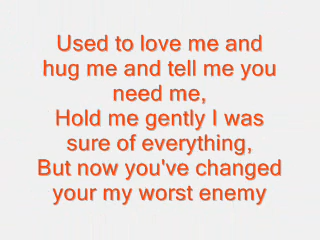 Used to love me and
hug me and tell me you
need me,
Hold me gently I was
sure of everything,
But now you've changed
your my worst enemy